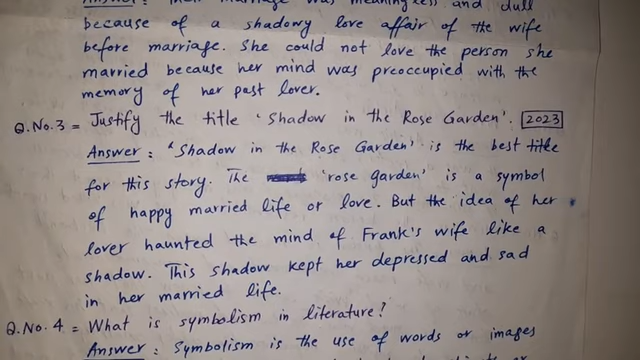 Answer: Their marriage was meaningless and dull
because of a shadowy love affair of the wife
before marriage. She could not love the person she
married because her mind was preoccupied with the
memory of her past lover.
Q.No.3 = Justify the title 'Shadow in the Rose Garden'. 2023
Answer: "Shadow in the Rose Garden' is the best title
for this story. The 'rose garden' is a symbol
of happy married life or love. But the idea of her
lover haunted the mind of Frank's wife like a
shadow. This shadow kept her depressed and sad
in her married life.
Q.No. 4 = What is symbolism in literature?
Answer: Symbolism is the use of words or images